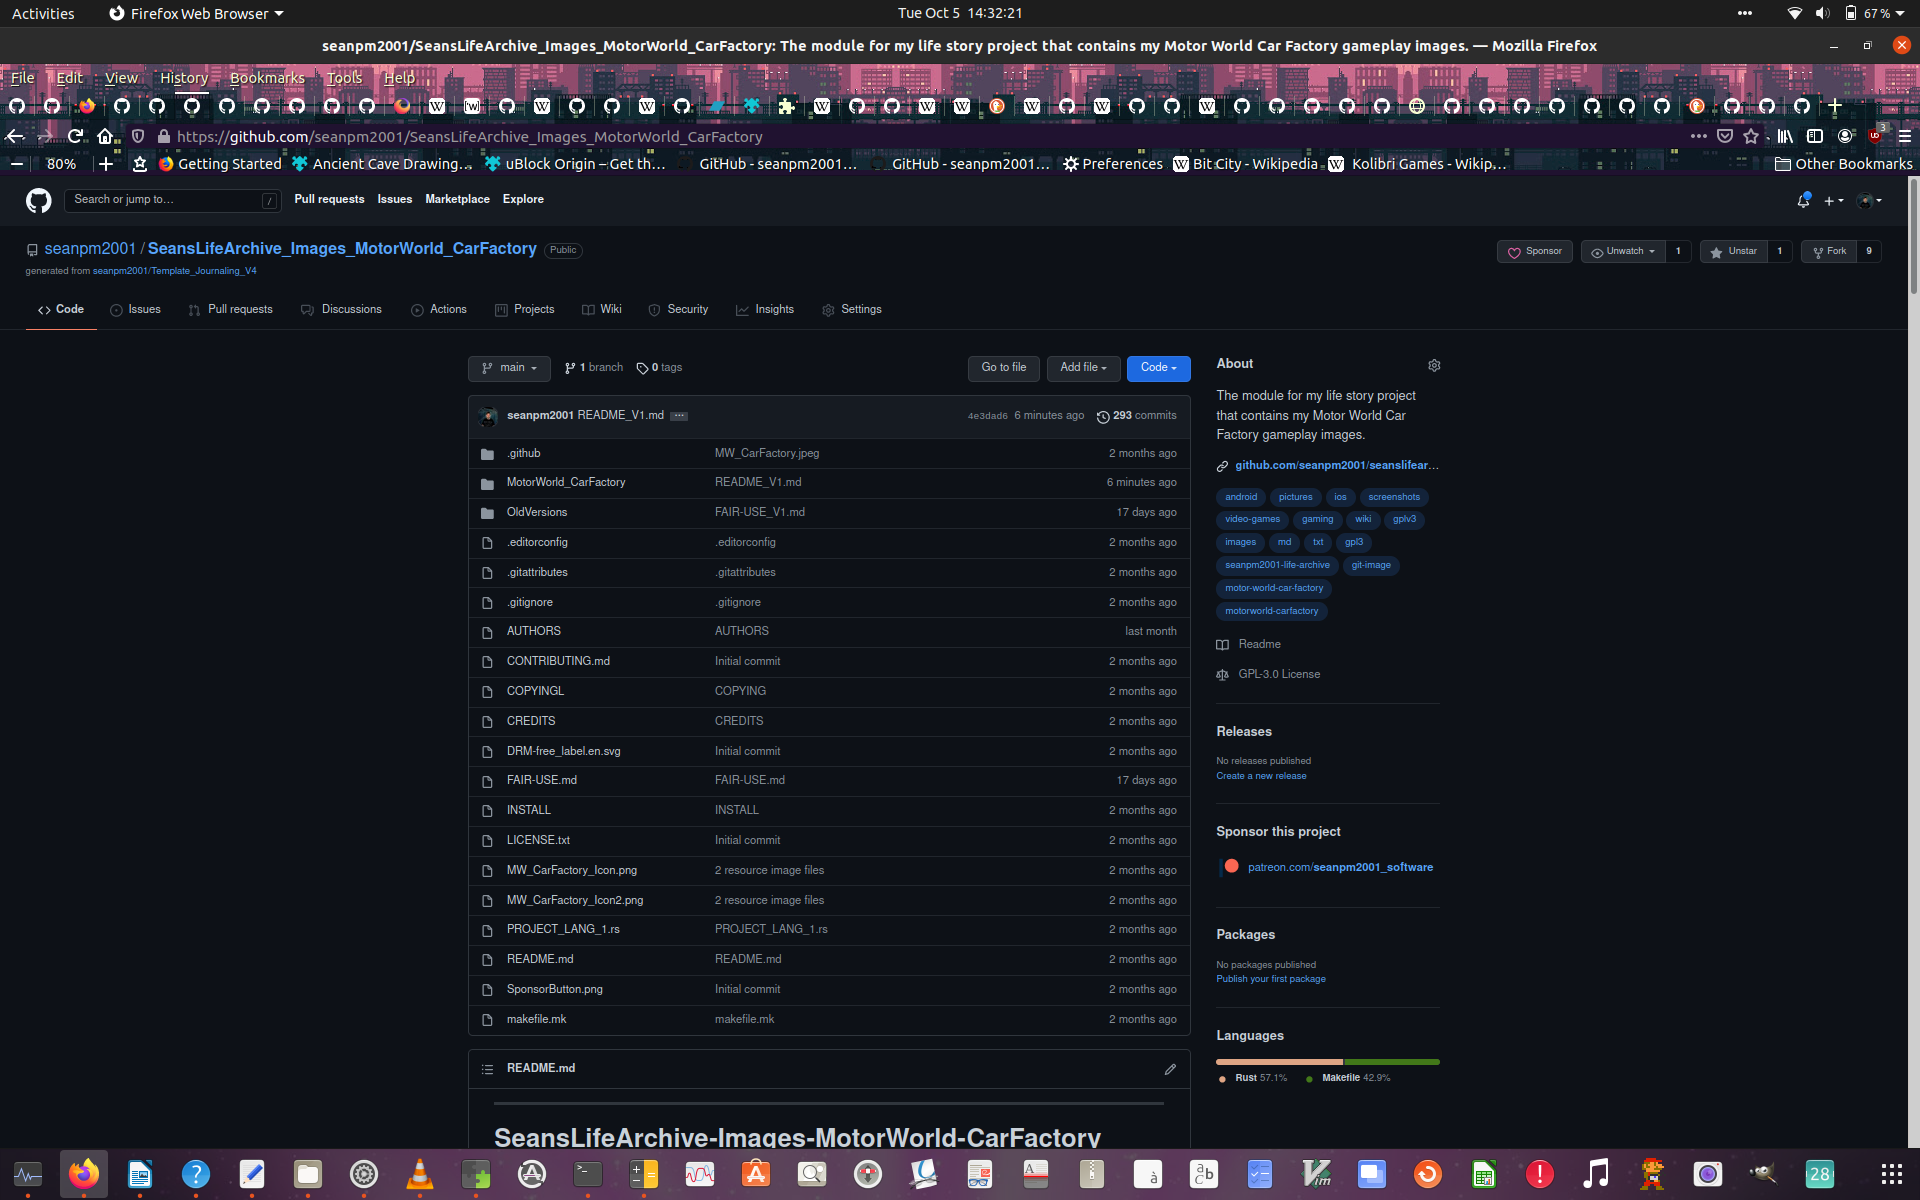 Activities Firefox Web Browser Tue Oct 5 14:32:21 67 %
seanpm2001/SeansLifeArchive_Images_MotorWorld_CarFactory: The module for my life story project that contains my Motor World Car Factory gameplay images. — Mozilla Firefox
File Edit View History Bookmarks Tools Help
https://github.com/seanpm2001/SeansLifeArchive_Images_MotorWorld_CarFactory 3
80% Getting Started Ancient Cave Drawing... uBlock Origin – Get th... GitHub - seanpm2001... GitHub - seanpm2001... Preferences Bit City - Wikipedia Kolibri Games - Wikip... Other Bookmarks
Search or jump to... / Pull requests Issues Marketplace Explore
seanpm2001 / SeansLifeArchive_Images_MotorWorld_CarFactory Public Sponsor Unwatch 1 Unstar 1 Fork 9
generated from seanpm2001/Template_Journaling_V4
Code Issues Pull requests Discussions Actions Projects Wiki Security Insights Settings
main 1 branch 0 tags Go to file Add file Code
seanpm2001 README_V1.md ... 4e3dad6 6 minutes ago 293 commits
.github MW_CarFactory.jpeg 2 months ago
MotorWorld_CarFactory README_V1.md 6 minutes ago
OldVersions FAIR-USE_V1.md 17 days ago
.editorconfig .editorconfig 2 months ago
.gitattributes .gitattributes 2 months ago
.gitignore .gitignore 2 months ago
AUTHORS AUTHORS last month
CONTRIBUTING.md Initial commit 2 months ago
COPYINGL COPYING 2 months ago
CREDITS CREDITS 2 months ago
DRM-free_label.en.svg Initial commit 2 months ago
FAIR-USE.md FAIR-USE.md 17 days ago
INSTALL INSTALL 2 months ago
LICENSE.txt Initial commit 2 months ago
MW_CarFactory_Icon.png 2 resource image files 2 months ago
MW_CarFactory_Icon2.png 2 resource image files 2 months ago
PROJECT_LANG_1.rs PROJECT_LANG_1.rs 2 months ago
README.md README.md 2 months ago
SponsorButton.png Initial commit 2 months ago
makefile.mk makefile.mk 2 months ago
README.md
SeansLifeArchive-Images-MotorWorld-CarFactory
About
The module for my life story project
that contains my Motor World Car
Factory gameplay images.
github.com/seanpm2001/seanslifear...
android pictures ios screenshots
video-games gaming wiki gplv3
images md txt gpl3
seanpm2001-life-archive git-image
motor-world-car-factory
motorworld-carfactory
Readme
GPL-3.0 License
Releases
No releases published
Create a new release
Sponsor this project
patreon.com/seanpm2001_software
Packages
No packages published
Publish your first package
Languages
Rust 57.1% Makefile 42.9%
28